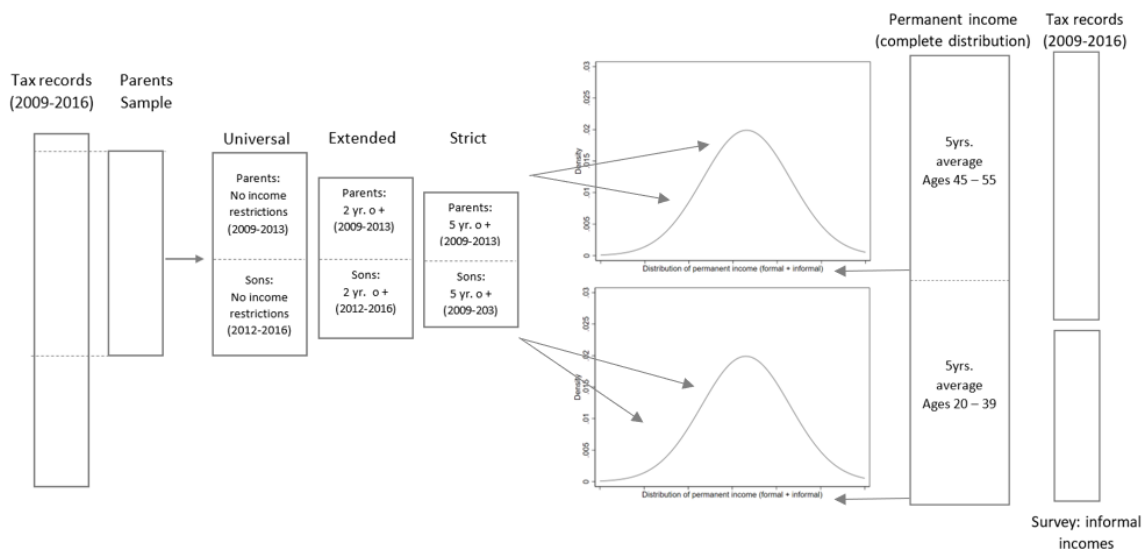 Tax records
(2009-2016)
Parents
Sample
Universal
Parents:
No income
restrictions
(2009-2013)
Sons:
No income
restrictions
(2012-2016)
Extended
Parents:
2 yr. o +
(2009-2013)
Sons:
2 yr. o +
(2012-2016)
Strict
Parents:
5 yr. o +
(2009-2013)
Sons:
5 yr. o +
(2009-203)
Density
.03
.025
.02
.015
.01
.005
0
Distribution of permanent income (formal + informal)
Density
.03
.025
.02
.015
.01
.005
0
Distribution of permanent income (formal + informal)
Permanent income
(complete distribution)
5yrs.
average
Ages 45 – 55
5yrs.
average
Ages 20 – 39
Tax records
(2009-2016)
Survey: informal
incomes